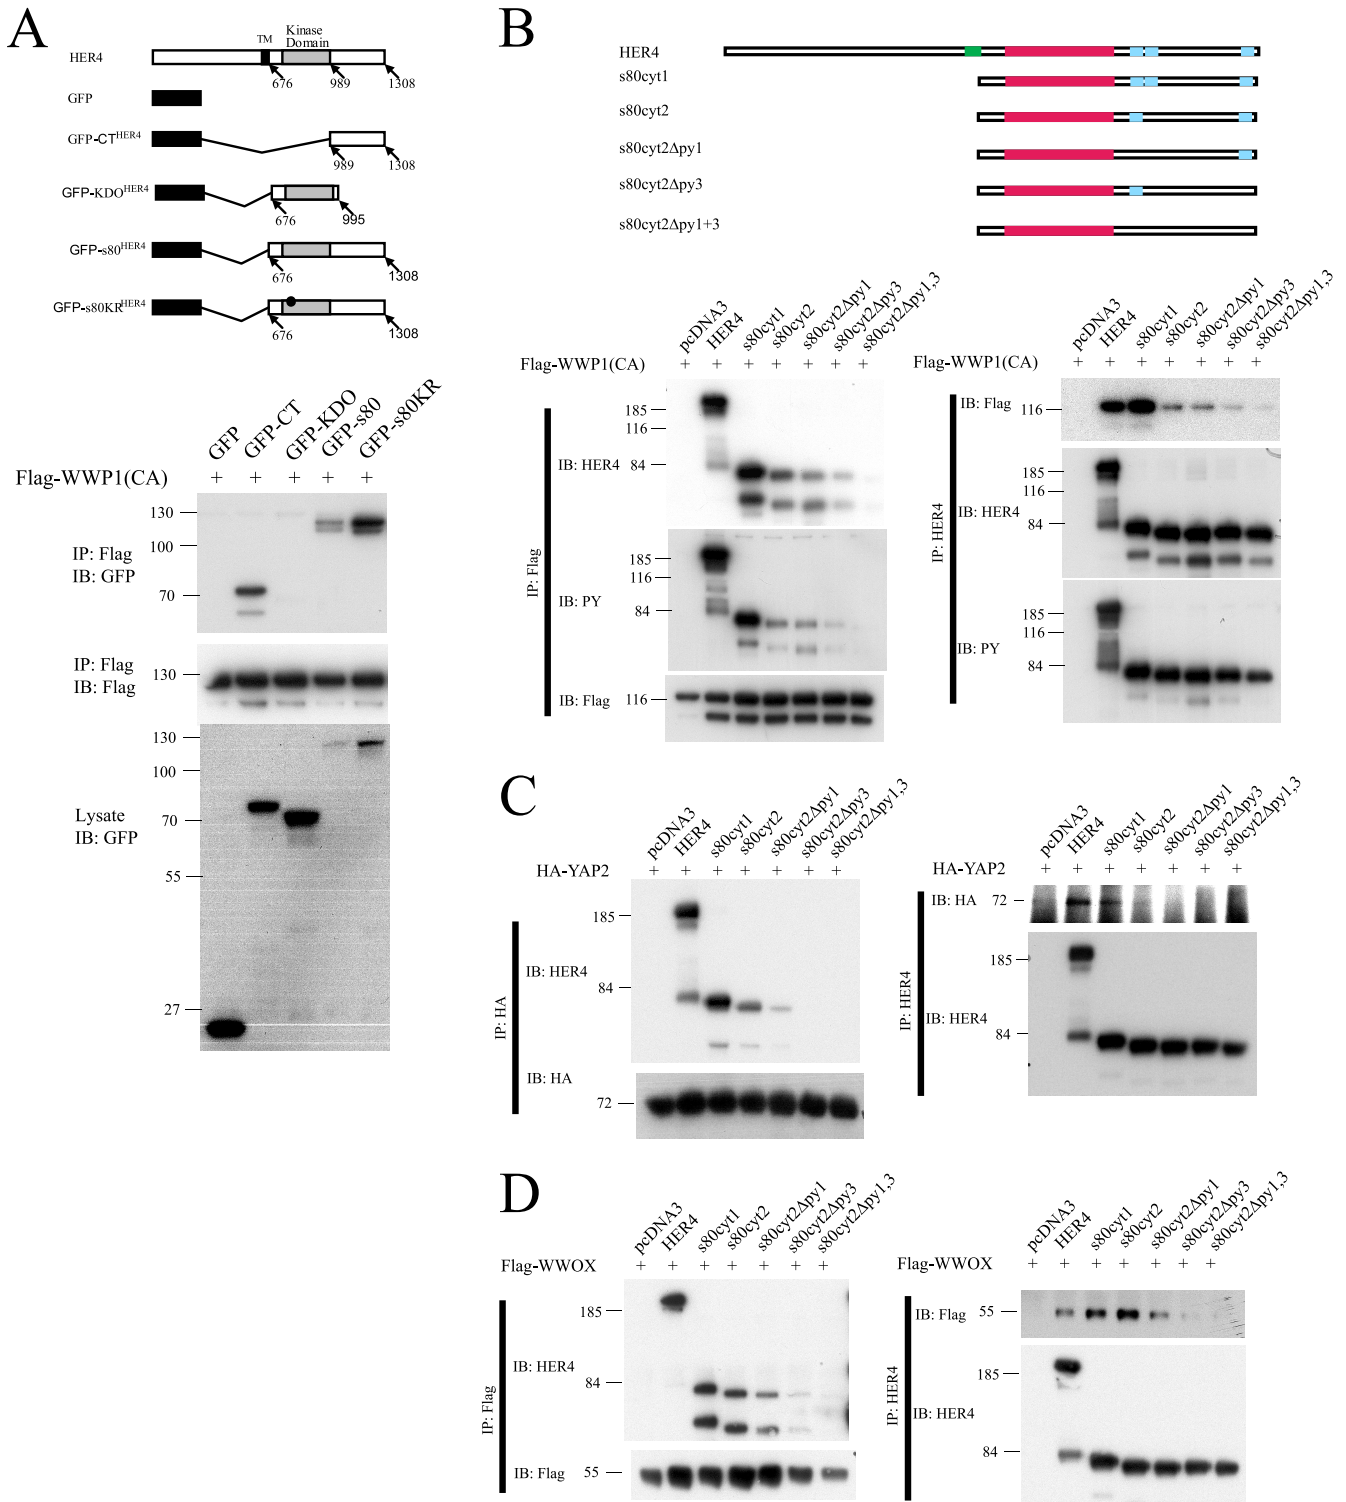 A
TM
Kinase
Domain
HER4
676
989
1308
GFP
GFP-CTHER4
989
1308
GFP-KDOHER4
676
995
GFP-s80HER4
676
1308
GFP-s80KRHER4
676
1308
GFP
GFP-CT
GFP-KDO
GFP-s80
GFP-s80KR
Flag-WWP1(CA) + + + + +
130
100
70
IP: Flag
IB: GFP
IP: Flag
IB: Flag
130
130
100
70
55
27
Lysate
IB: GFP
B
HER4
s80cyt1
s80cyt2
s80cyt2Δpy1
s80cyt2Δpy3
s80cyt2Δpy1+3
pcDNA3
HER4
s80cyt1
s80cyt2
s80cyt2Δpy1
s80cyt2Δpy3
s80cyt2Δpy1,3
Flag-WWP1(CA) + + + + + + +
IP: Flag
185
116
84
IB: HER4
185
116
84
IB: PY
IB: Flag 116
pcDNA3
HER4
s80cyt1
s80cyt2
s80cyt2Δpy1
s80cyt2Δpy3
s80cyt2Δpy1,3
Flag-WWP1(CA) + + + + + + +
IP: HER4
IB: Flag
116
185
116
84
IB: HER4
185
116
84
IB: PY
C
pcDNA3
HER4
s80cyt1
s80cyt2
s80cyt2Δpy1
s80cyt2Δpy3
s80cyt2Δpy1,3
HA-YAP2 + + + + + + +
IP: HA
185
84
IB: HER4
IB: HA
72
pcDNA3
HER4
s80cyt1
s80cyt2
s80cyt2Δpy1
s80cyt2Δpy3
s80cyt2Δpy1,3
HA-YAP2 + + + + + + +
IP: HER4
IB: HA 72
185
84
IB: HER4
D
pcDNA3
HER4
s80cyt1
s80cyt2
s80cyt2Δpy1
s80cyt2Δpy3
s80cyt2Δpy1,3
Flag-WWOX + + + + + + +
IP: Flag
185
84
IB: HER4
IB: Flag 55
pcDNA3
HER4
s80cyt1
s80cyt2
s80cyt2Δpy1
s80cyt2Δpy3
s80cyt2Δpy1,3
Flag-WWOX + + + + + + +
IP: HER4
IB: Flag 55
185
84
IB: HER4